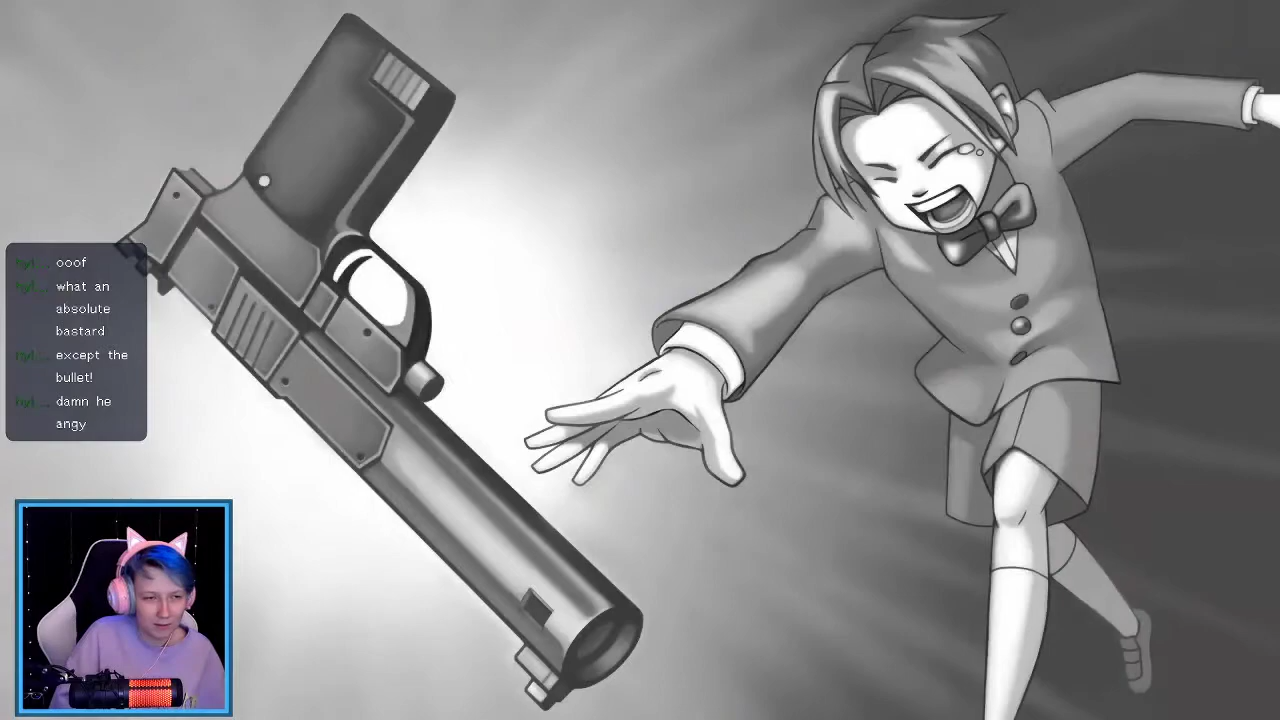 ooof
what an
absolute
bastard
except the
bullet!
damn he
angy